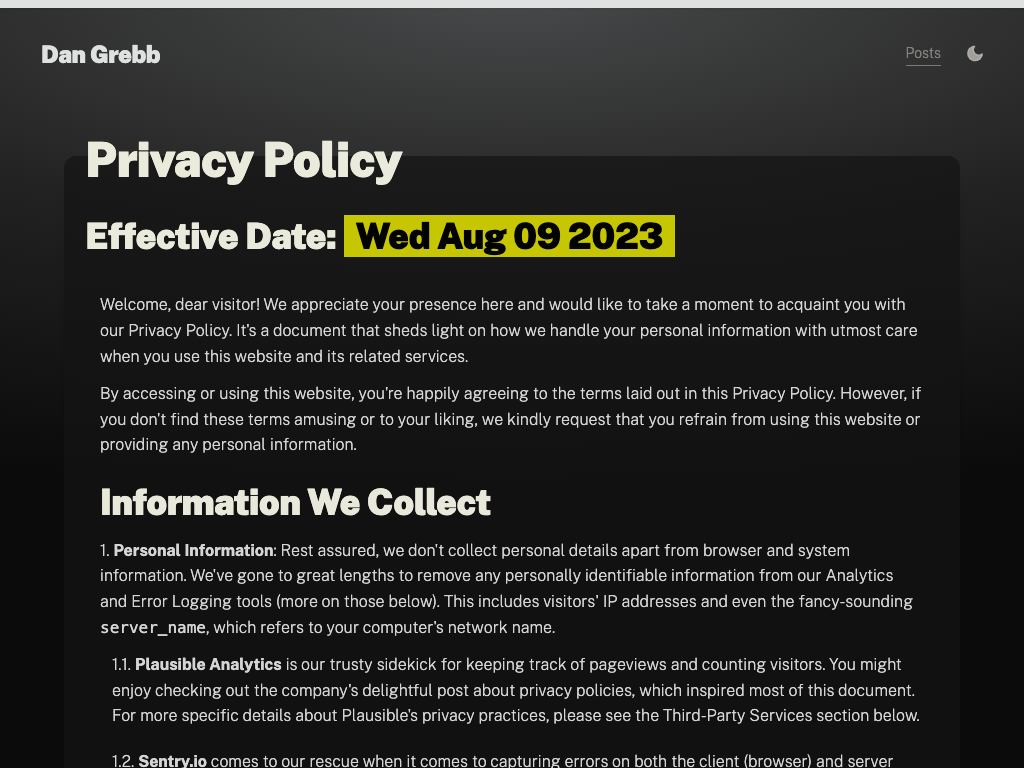 Dan Grebb
Posts
Privacy Policy
Effective Date: Wed Aug 09 2023
Welcome, dear visitor! We appreciate your presence here and would like to take a moment to acquaint you with
our Privacy Policy. It's a document that sheds light on how we handle your personal information with utmost care
when you use this website and its related services.
By accessing or using this website, you're happily agreeing to the terms laid out in this Privacy Policy. However, if
you don't find these terms amusing or to your liking, we kindly request that you refrain from using this website or
providing any personal information.
Information We Collect
1. Personal Information: Rest assured, we don't collect personal details apart from browser and system
information. We've gone to great lengths to remove any personally identifiable information from our Analytics
and Error Logging tools (more on those below). This includes visitors' IP addresses and even the fancy-sounding
server_name, which refers to your computer's network name.
1.1. Plausible Analytics is our trusty sidekick for keeping track of pageviews and counting visitors. You might
enjoy checking out the company's delightful post about privacy policies, which inspired most of this document.
For more specific details about Plausible's privacy practices, please see the Third-Party Services section below.
1.2. Sentry.io comes to our rescue when it comes to capturing errors on both the client (browser) and server